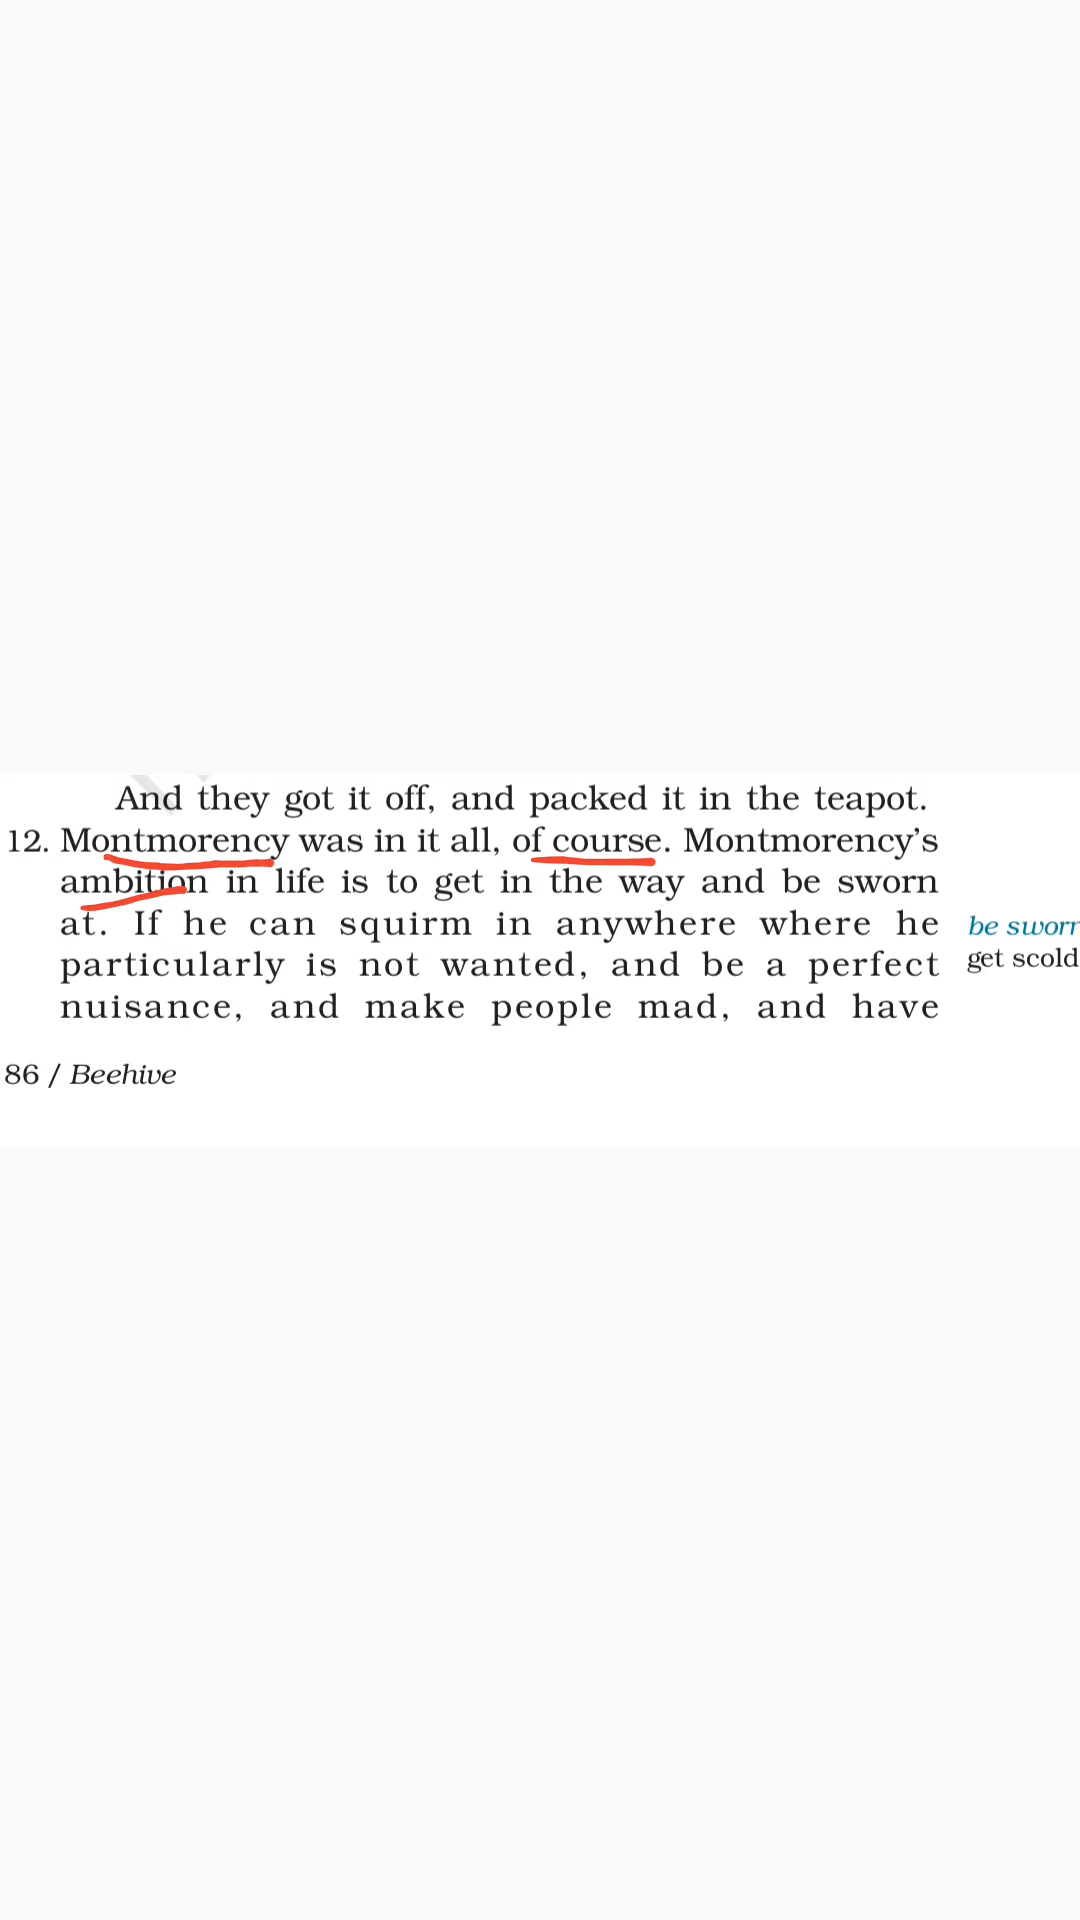 And they got it off, and packed it in the teapot.
12. Montmorency was in it all, of course. Montmorency’s
ambition in life is to get in the way and be sworn
at. If he can squirm in anywhere where he
be sworn
particularly is not wanted, and be a perfect
get scold
nuisance, and make people mad, and have
86 / Beehive